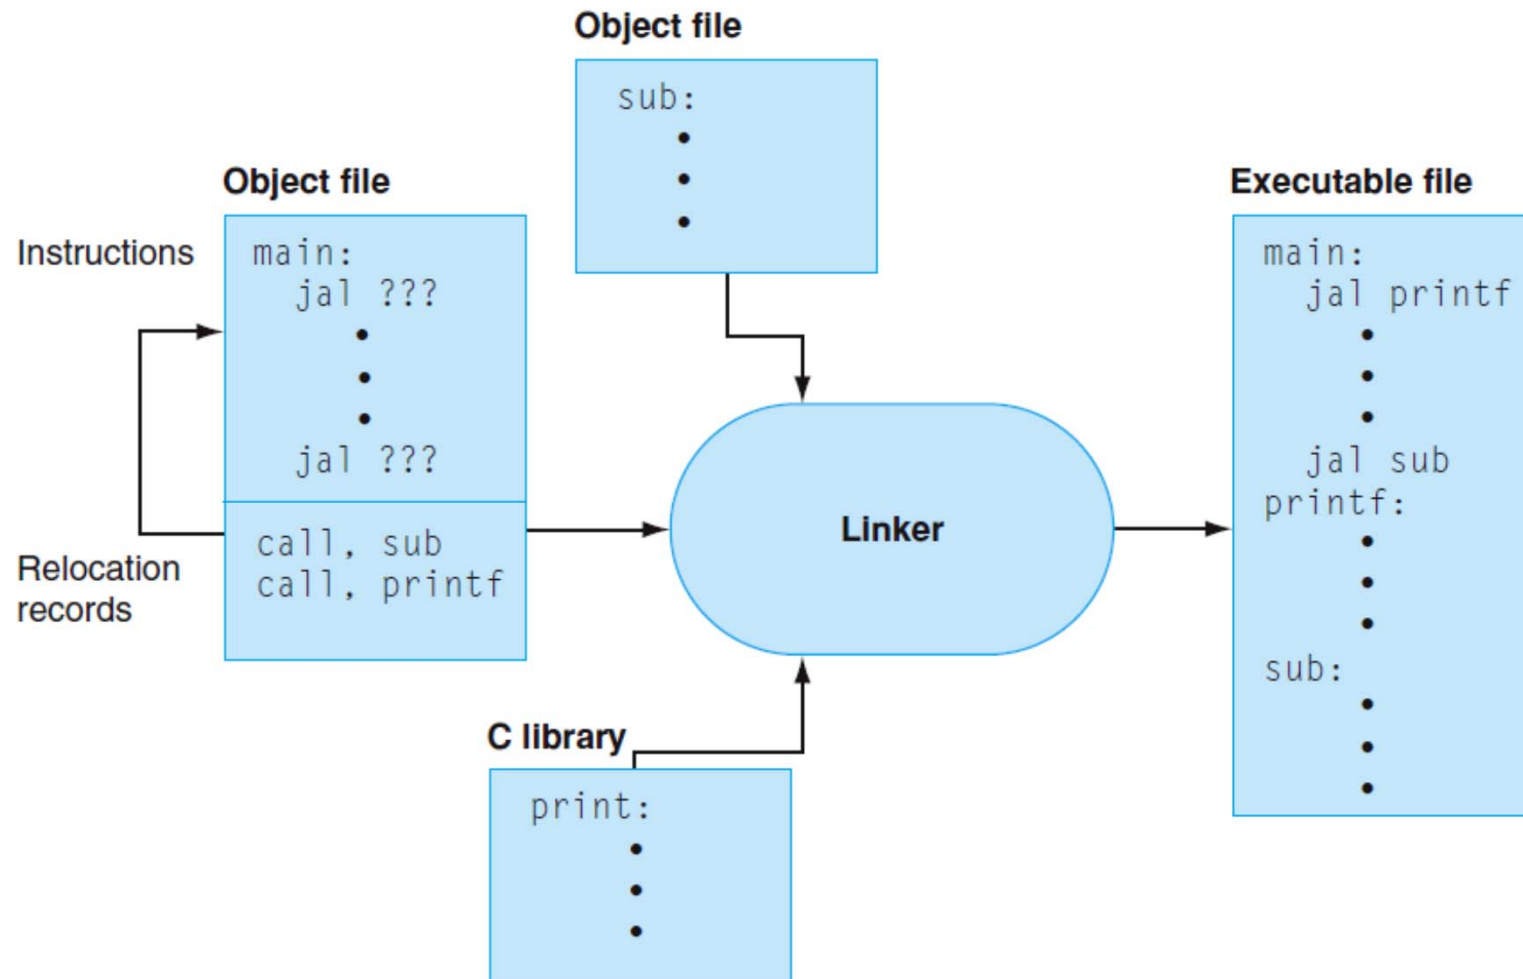 Object file
sub:
•
•
•
Object file
Instructions
main:
jal ???
•
•
•
jal ???
Relocation
records
call, sub
call, printf
Linker
C library
print:
•
•
•
Executable file
main:
jal printf
•
•
•
jal sub
printf:
•
•
•
sub:
•
•
•